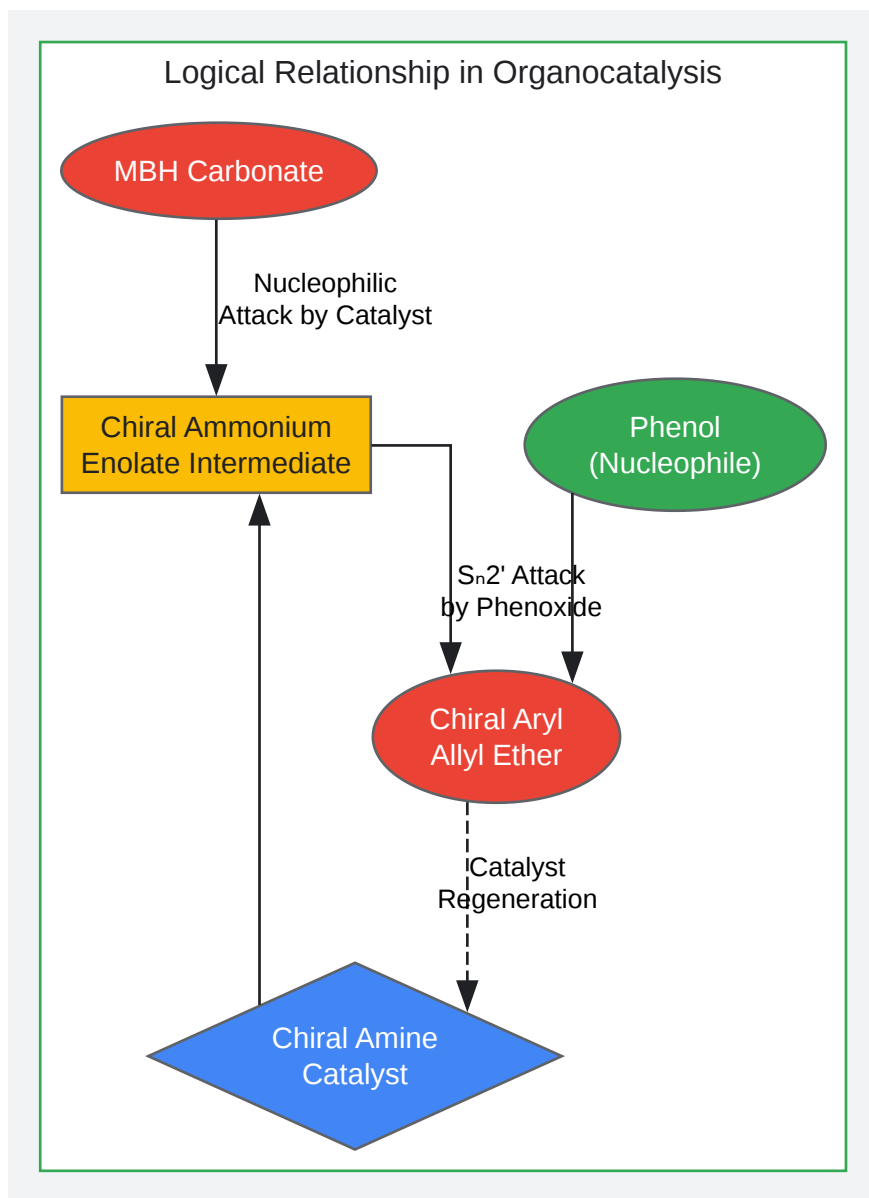 Logical Relationship in Organocatalysis
MBH Carbonate
Nucleophilic
Attack by Catalyst
Chiral Ammonium
Enolate Intermediate
Phenol
(Nucleophile)
Sₙ2' Attack
by Phenoxide
Chiral Aryl
Allyl Ether
Catalyst
Regeneration
Chiral Amine
Catalyst